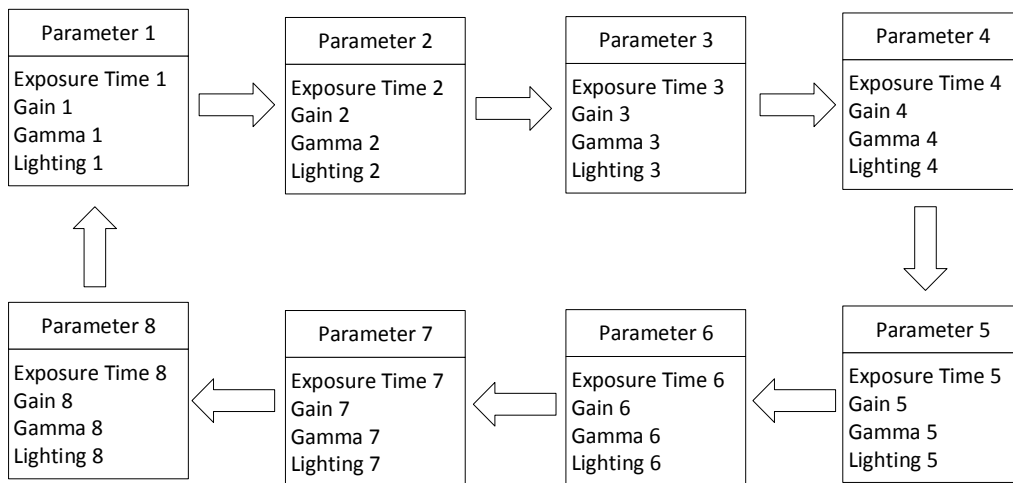 Parameter 1
Exposure Time 1
Gain 1
Gamma 1
Lighting 1
Parameter 2
Exposure Time 2
Gain 2
Gamma 2
Lighting 2
Parameter 3
Exposure Time 3
Gain 3
Gamma 3
Lighting 3
Parameter 4
Exposure Time 4
Gain 4
Gamma 4
Lighting 4
Parameter 5
Exposure Time 5
Gain 5
Gamma 5
Lighting 5
Parameter 6
Exposure Time 6
Gain 6
Gamma 6
Lighting 6
Parameter 7
Exposure Time 7
Gain 7
Gamma 7
Lighting 7
Parameter 8
Exposure Time 8
Gain 8
Gamma 8
Lighting 8